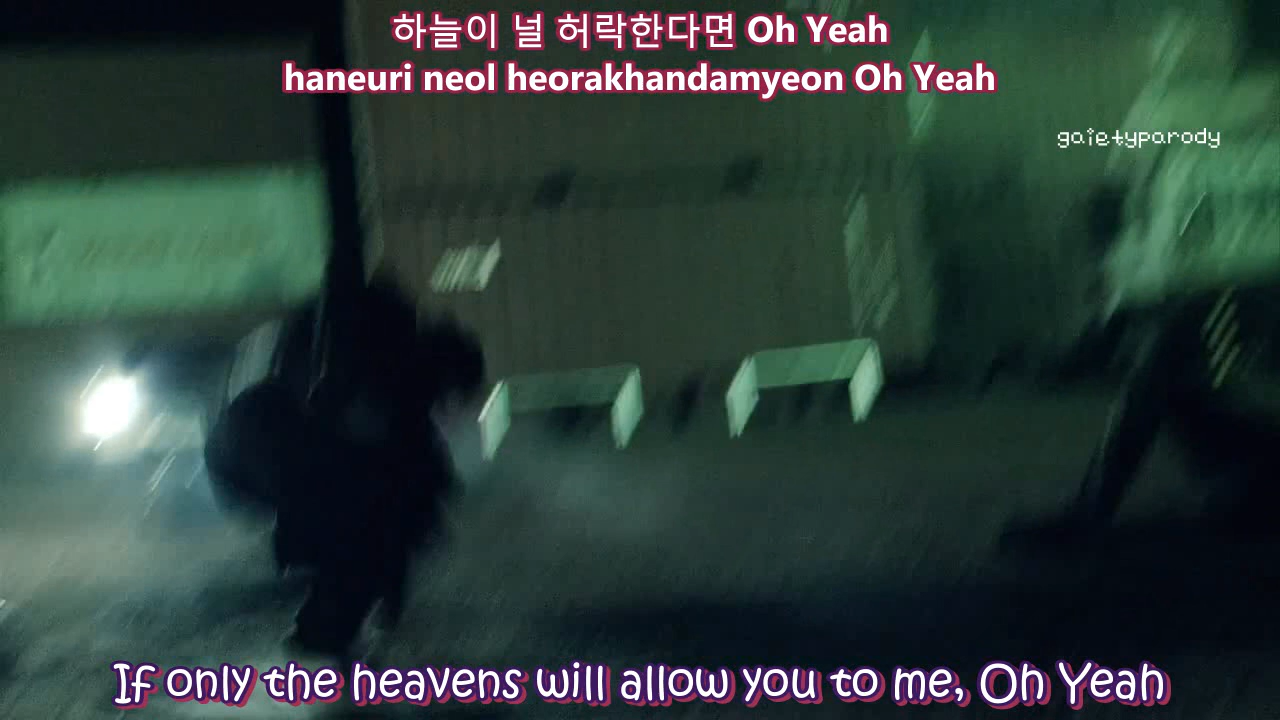 하늘이 널 허락한다면 Oh Yeah
haneuri neol heorakhandamyeon Oh Yeah
gaietyparody
If only the heavens will allow you to me, Oh Yeah